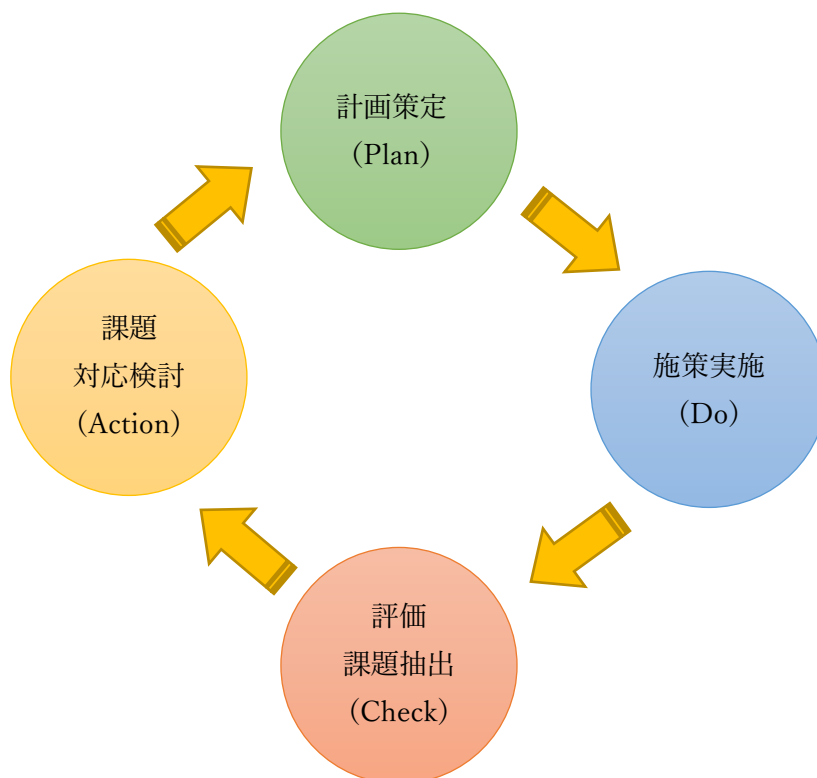 計画策定
（Plan）
施策実施
（Do）
評価
課題抽出
（Check）
課題
対応検討
（Action）